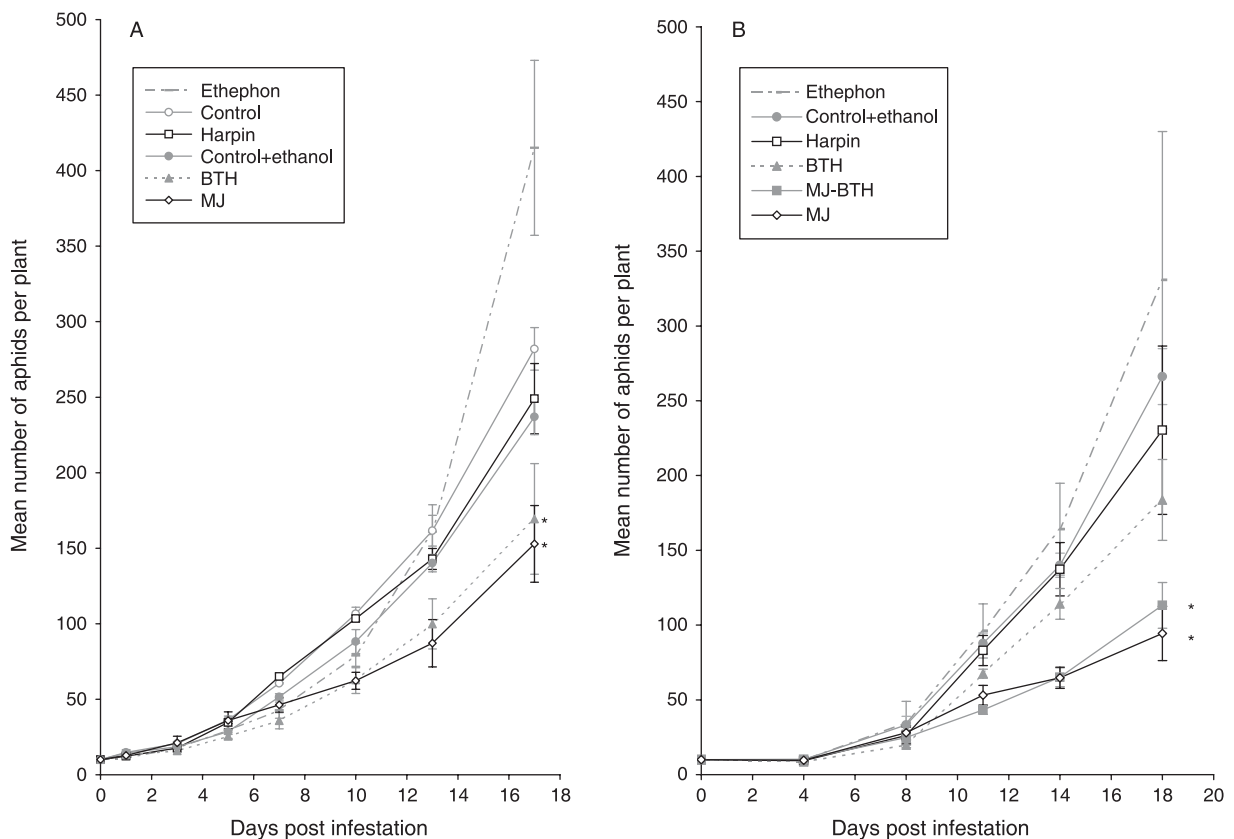 A
Ethephon
Control
Harpin
Control+ethanol
BTH
MJ
Mean number of aphids per plant
500
450
400
350
300
250
200
150
100
50
0
*
*
0 2 4 6 8 10 12 14 16 18
Days post infestation
B
Ethephon
Control+ethanol
Harpin
BTH
MJ-BTH
MJ
Mean number of aphids per plant
500
450
400
350
300
250
200
150
100
50
0
*
*
0 2 4 6 8 10 12 14 16 18 20
Days post infestation